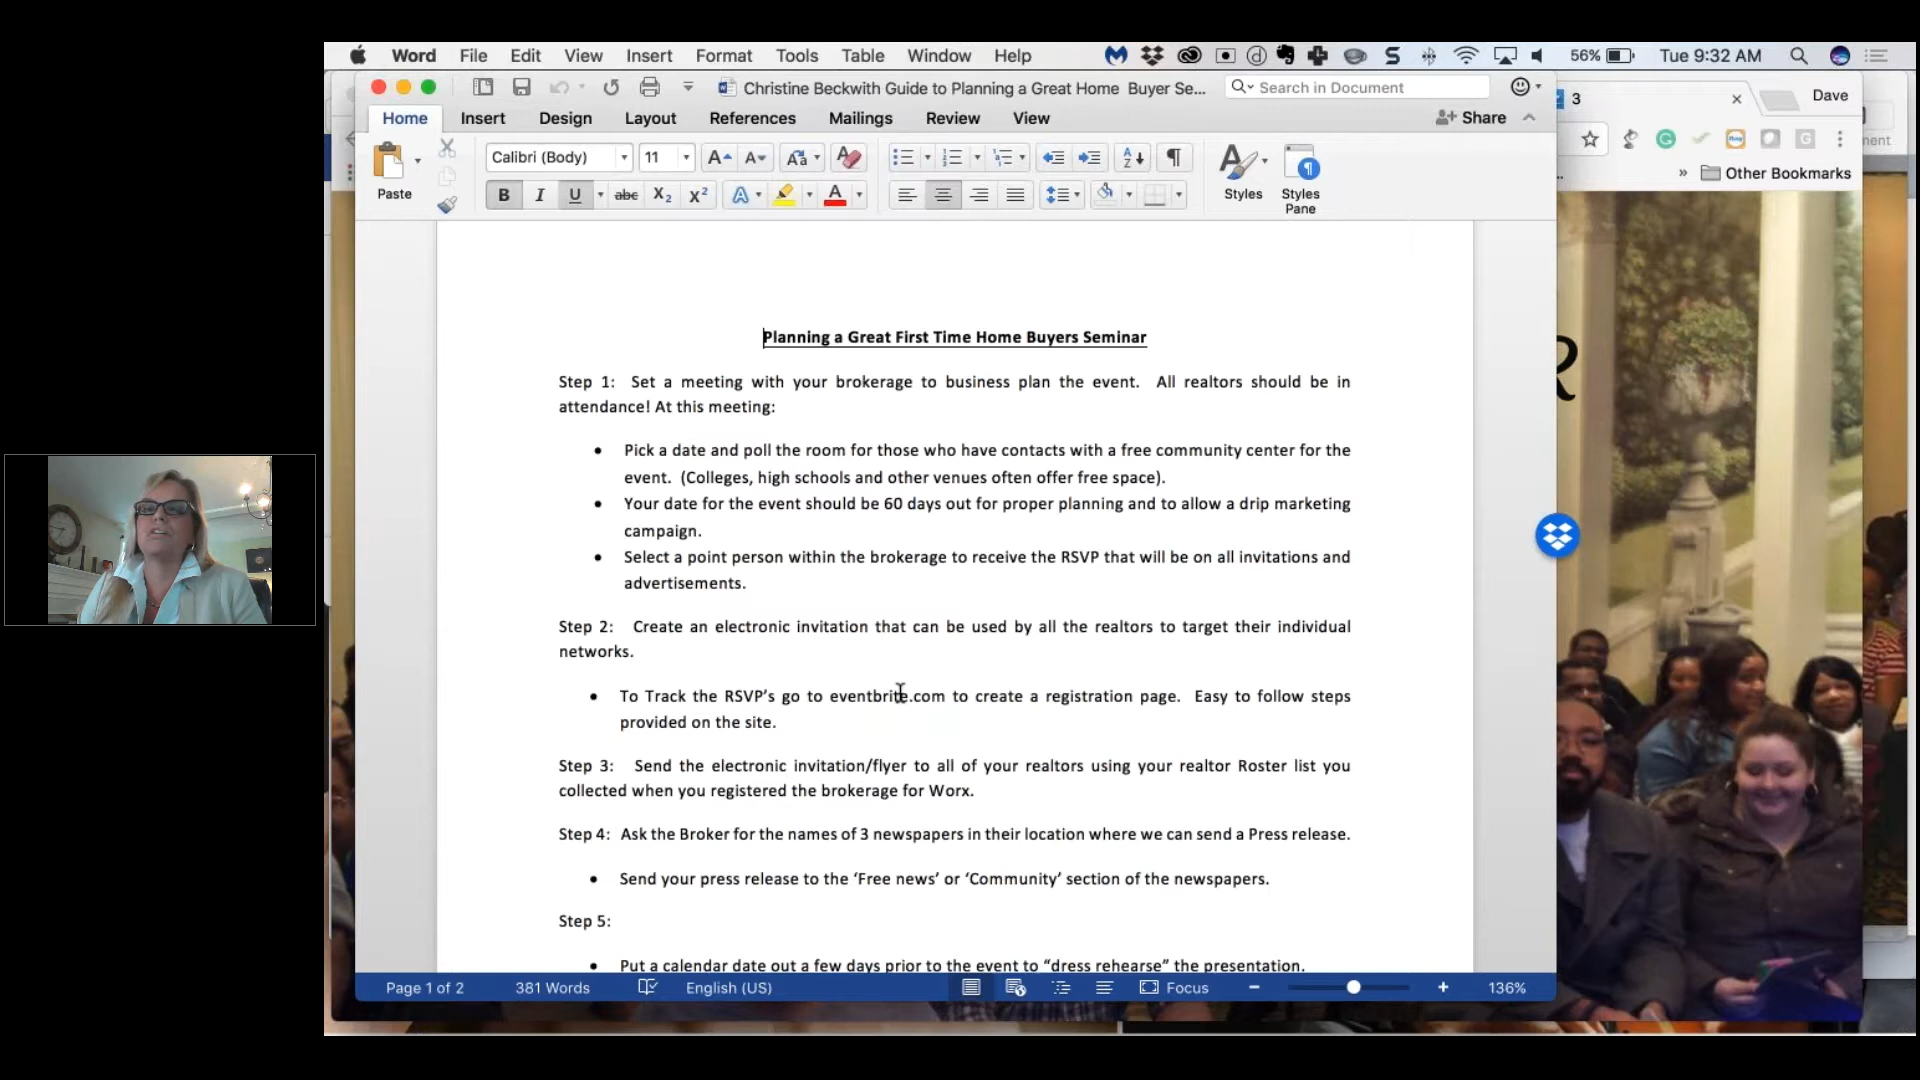 Word File Edit View Insert Format Tools Table Window Help 56% Tue 9:32 AM
Christine Beckwith Guide to Planning a Great Home Buyer Se... Search in Document
3 Dave
Home Insert Design Layout References Mailings Review View Share
Calibri (Body) 11
Paste Styles Styles Pane
Other Bookmarks
Planning a Great First Time Home Buyers Seminar
Step 1: Set a meeting with your brokerage to business plan the event. All realtors should be in
attendance! At this meeting:
• Pick a date and poll the room for those who have contacts with a free community center for the
event. (Colleges, high schools and other venues often offer free space).
• Your date for the event should be 60 days out for proper planning and to allow a drip marketing
campaign.
• Select a point person within the brokerage to receive the RSVP that will be on all invitations and
advertisements.
Step 2: Create an electronic invitation that can be used by all the realtors to target their individual
networks.
• To Track the RSVP’s go to eventbrite.com to create a registration page. Easy to follow steps
provided on the site.
Step 3: Send the electronic invitation/flyer to all of your realtors using your realtor Roster list you
collected when you registered the brokerage for Worx.
Step 4: Ask the Broker for the names of 3 newspapers in their location where we can send a Press release.
• Send your press release to the ‘Free news’ or ‘Community’ section of the newspapers.
Step 5:
• Put a calendar date out a few days prior to the event to “dress rehearse” the presentation.
Page 1 of 2 381 Words English (US) Focus 136%